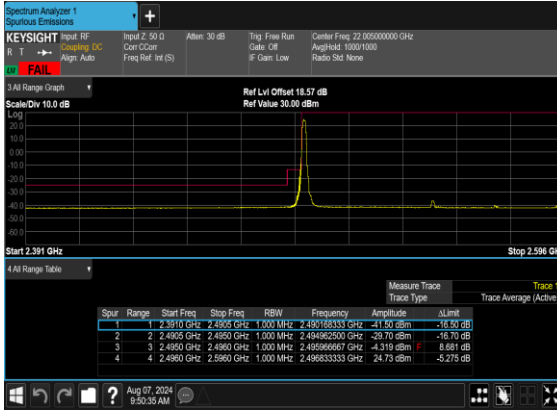 Spectrum Analyzer 1
Spurious Emissions
+
KEYSIGHT
R T
LM FAIL
Input: RF
Coupling: DC
Align: Auto
Input Z: 50 Ω
Corr CCorr
Freq Ref: Int (S)
Atten: 30 dB
Trig: Free Run
Gate: Off
IF Gain: Low
Center Freq: 22.005000000 GHz
Avg|Hold: 1000/1000
Radio Std: None
3 All Range Graph
Scale/Div 10.0 dB
Ref Lvl Offset 18.57 dB
Ref Value 30.00 dBm
Log
20.0
10.0
0.00
-10.0
-20.0
-30.0
-40.0
-50.0
-60.0
Start 2.391 GHz
Stop 2.596 GH
4 All Range Table
Measure Trace Trace 1
Trace Type Trace Average (Active
Spur Range Start Freq Stop Freq RBW Frequency Amplitude ΔLimit
1 1 2.3910 GHz 2.4905 GHz 1.000 MHz 2.490168333 GHz -41.50 dBm -16.50 dB
2 2 2.4905 GHz 2.4950 GHz 1.000 MHz 2.494962500 GHz -29.70 dBm -16.70 dB
3 3 2.4950 GHz 2.4960 GHz 1.000 MHz 2.495966667 GHz -4.319 dBm F 8.681 dB
4 4 2.4960 GHz 2.5960 GHz 1.000 MHz 2.496833333 GHz 24.73 dBm -5.275 dB
?
Aug 07, 2024
9:50:35 AM